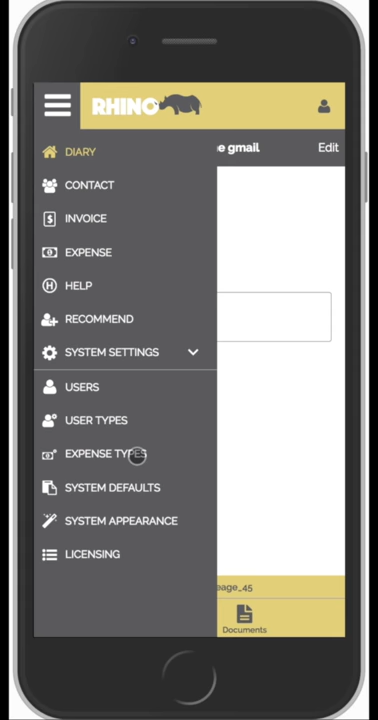 RHINO
e gmail
Edit
DIARY
CONTACT
INVOICE
EXPENSE
HELP
RECOMMEND
SYSTEM SETTINGS
USERS
USER TYPES
EXPENSE TYPES
SYSTEM DEFAULTS
SYSTEM APPEARANCE
LICENSING
eage_45
Documents